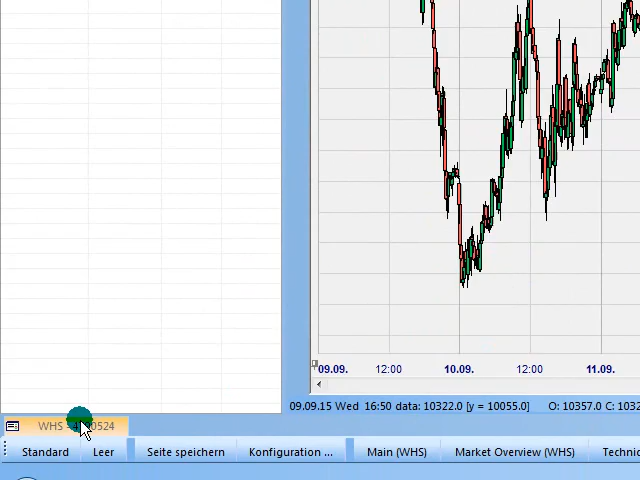 09.09. 12:00 10.09. 12:00 11.09.
09.09.15 Wed 16:50 data: 10322.0 [y = 10055.0] O: 10357.0 C: 1032
WHS
0524
Standard Leer Seite speichern Konfiguration ... Main (WHS) Market Overview (WHS) Technic